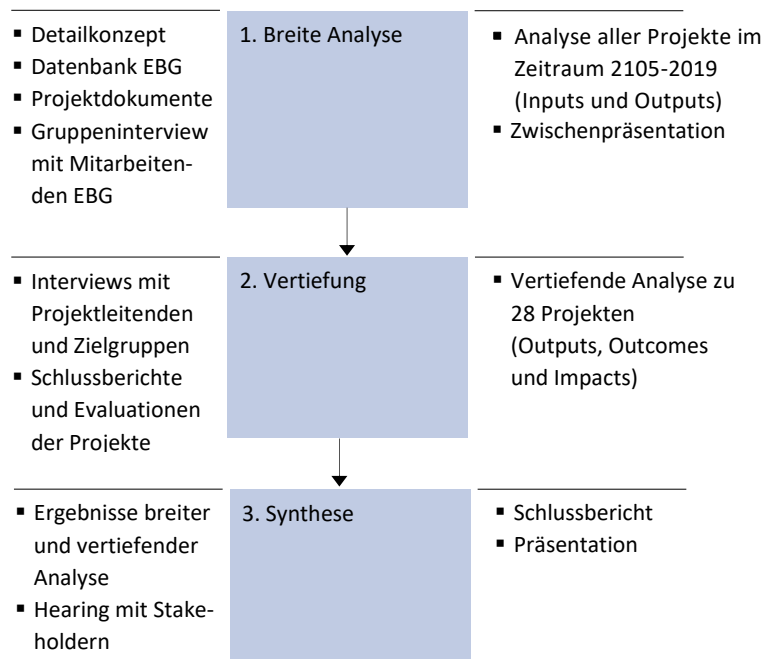 ▪ Detailkonzept
▪ Datenbank EBG
▪ Projektdokumente
▪ Gruppeninterview
mit Mitarbeiten-
den EBG
1. Breite Analyse
▪ Analyse aller Projekte im
Zeitraum 2105-2019
(Inputs und Outputs)
▪ Zwischenpräsentation
▪ Interviews mit
Projektleitenden
und Zielgruppen
▪ Schlussberichte
und Evaluationen
der Projekte
2. Vertiefung
▪ Vertiefende Analyse zu
28 Projekten
(Outputs, Outcomes
und Impacts)
▪ Ergebnisse breiter
und vertiefender
Analyse
▪ Hearing mit Stake-
holdern
3. Synthese
▪ Schlussbericht
▪ Präsentation